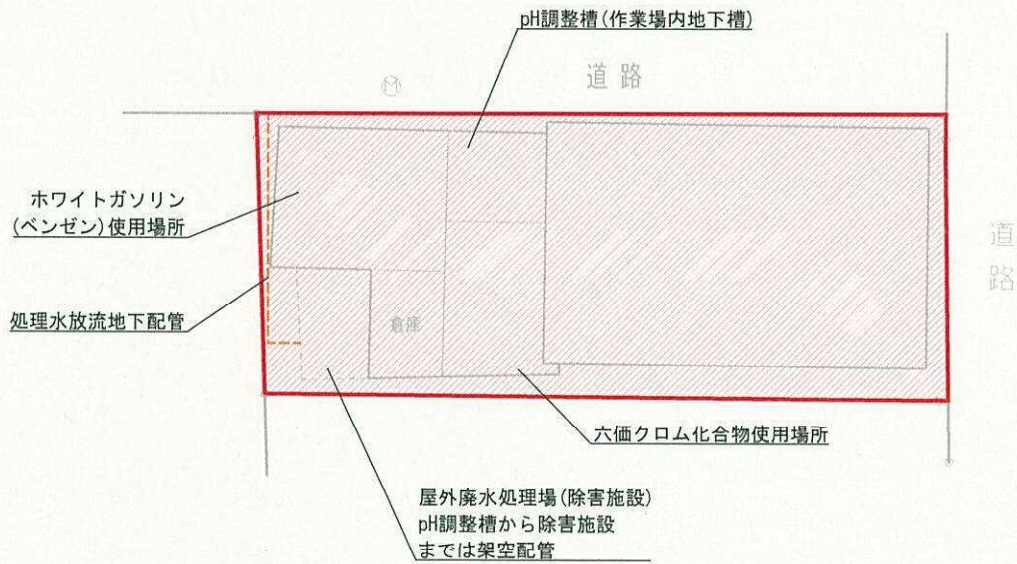 pH調整槽(作業場内地下槽)
道路
ホワイトガソリン
(ベンゼン)使用場所
道
路
処理水放流地下配管
倉庫
六価クロム化合物使用場所
屋外廃水処理場(除害施設)
pH調整槽から除害施設
までは架空配管